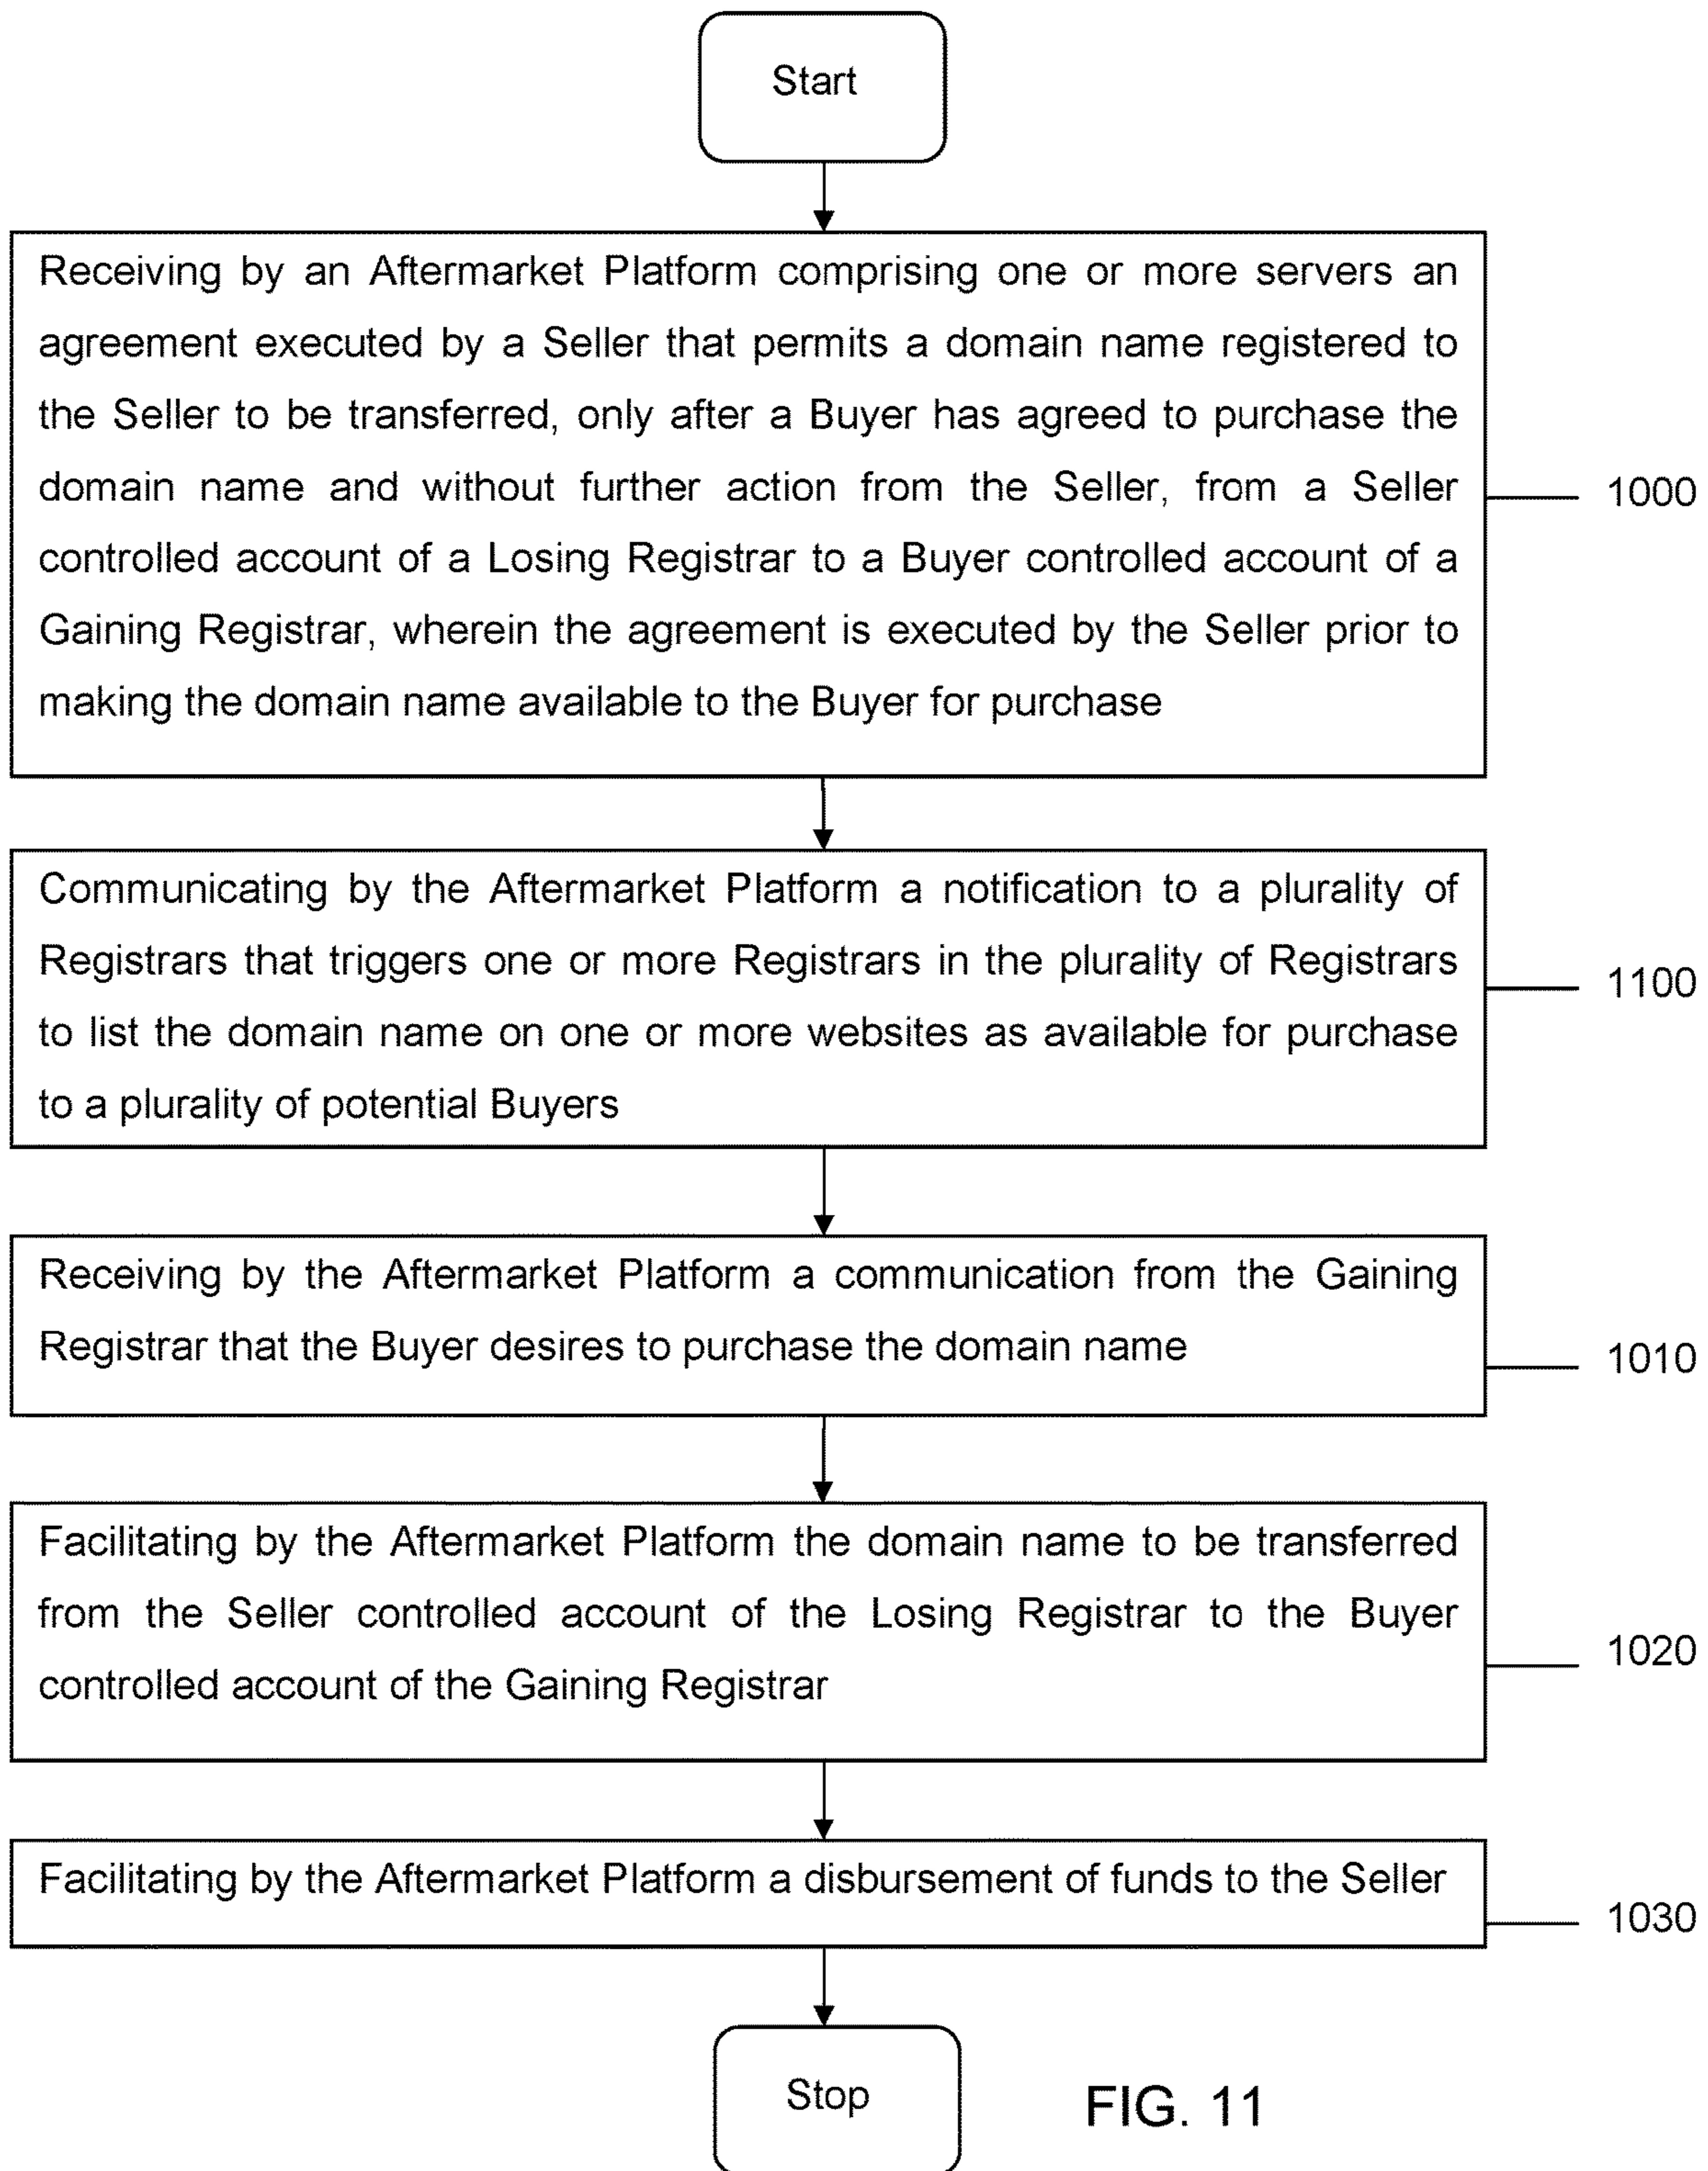 Start
Receiving by an Aftermarket Platform comprising one or more servers an
agreement executed by a Seller that permits a domain name registered to
the Seller to be transferred, only after a Buyer has agreed to purchase the
domain name and without further action from the Seller, from a Seller
controlled account of a Losing Registrar to a Buyer controlled account of a
Gaining Registrar, wherein the agreement is executed by the Seller prior to
making the domain name available to the Buyer for purchase
1000
Communicating by the Aftermarket Platform a notification to a plurality of
Registrars that triggers one or more Registrars in the plurality of Registrars
to list the domain name on one or more websites as available for purchase
to a plurality of potential Buyers
1100
Receiving by the Aftermarket Platform a communication from the Gaining
Registrar that the Buyer desires to purchase the domain name
1010
Facilitating by the Aftermarket Platform the domain name to be transferred
from the Seller controlled account of the Losing Registrar to the Buyer
controlled account of the Gaining Registrar
1020
Facilitating by the Aftermarket Platform a disbursement of funds to the Seller
1030
Stop
FIG. 11